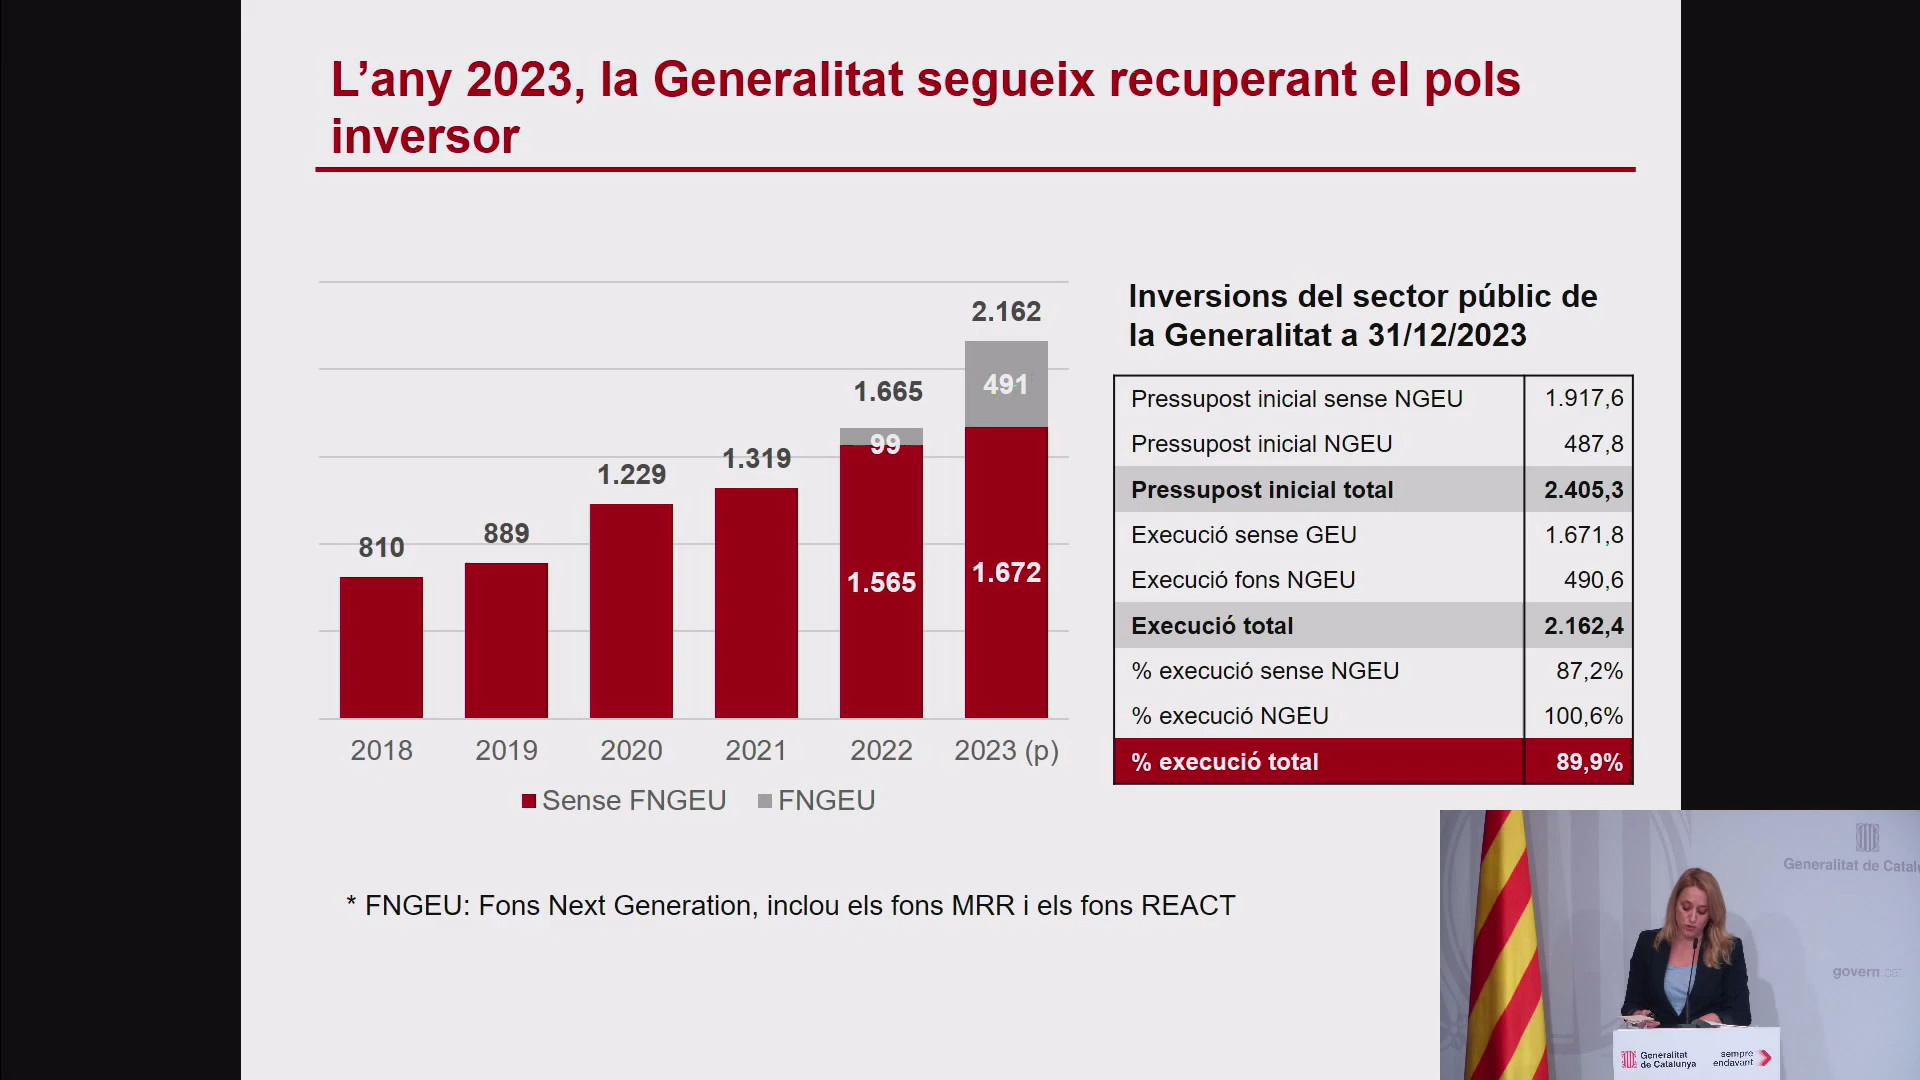 L’any 2023, la Generalitat segueix recuperant el pols
inversor
2.162
491
1.672
1.665
99
1.565
1.319
1.229
889
810
2018 2019 2020 2021 2022 2023 (p)
Sense FNGEU FNGEU
Inversions del sector públic de
la Generalitat a 31/12/2023
Pressupost inicial sense NGEU 1.917,6
Pressupost inicial NGEU 487,8
Pressupost inicial total 2.405,3
Execució sense GEU 1.671,8
Execució fons NGEU 490,6
Execució total 2.162,4
% execució sense NGEU 87,2%
% execució NGEU 100,6%
% execució total 89,9%
* FNGEU: Fons Next Generation, inclou els fons MRR i els fons REACT
Generalitat de Catalu
govern.cat
Generalitat
de Catalunya
sempre
endavant